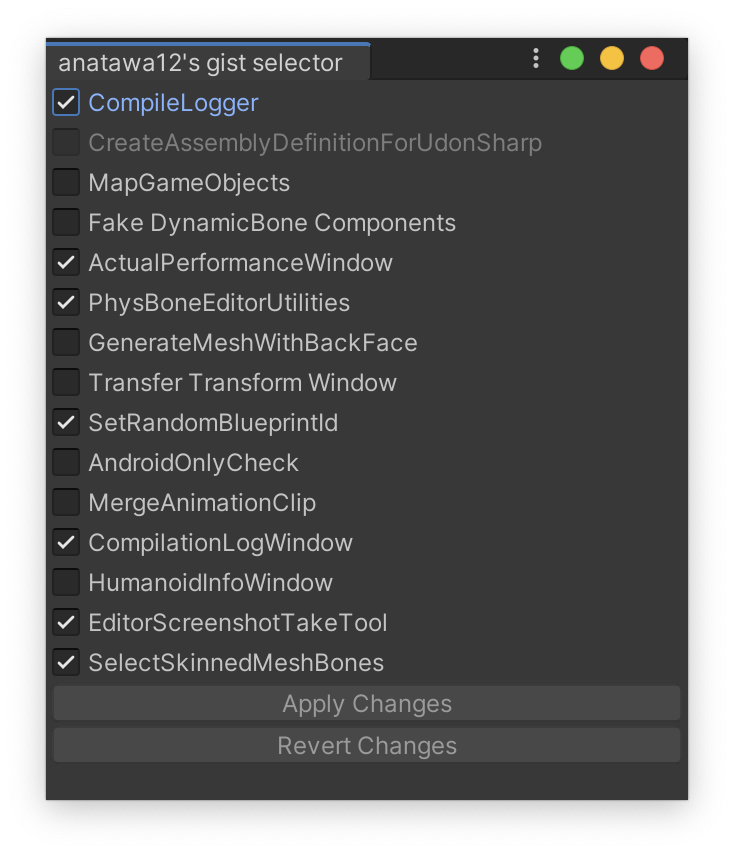 anatawa12's gist selector
CompileLogger
CreateAssemblyDefinitionForUdonSharp
MapGameObjects
Fake DynamicBone Components
ActualPerformanceWindow
PhysBoneEditorUtilities
GenerateMeshWithBackFace
Transfer Transform Window
SetRandomBlueprintId
AndroidOnlyCheck
MergeAnimationClip
CompilationLogWindow
HumanoidInfoWindow
EditorScreenshotTakeTool
SelectSkinnedMeshBones
Apply Changes
Revert Changes